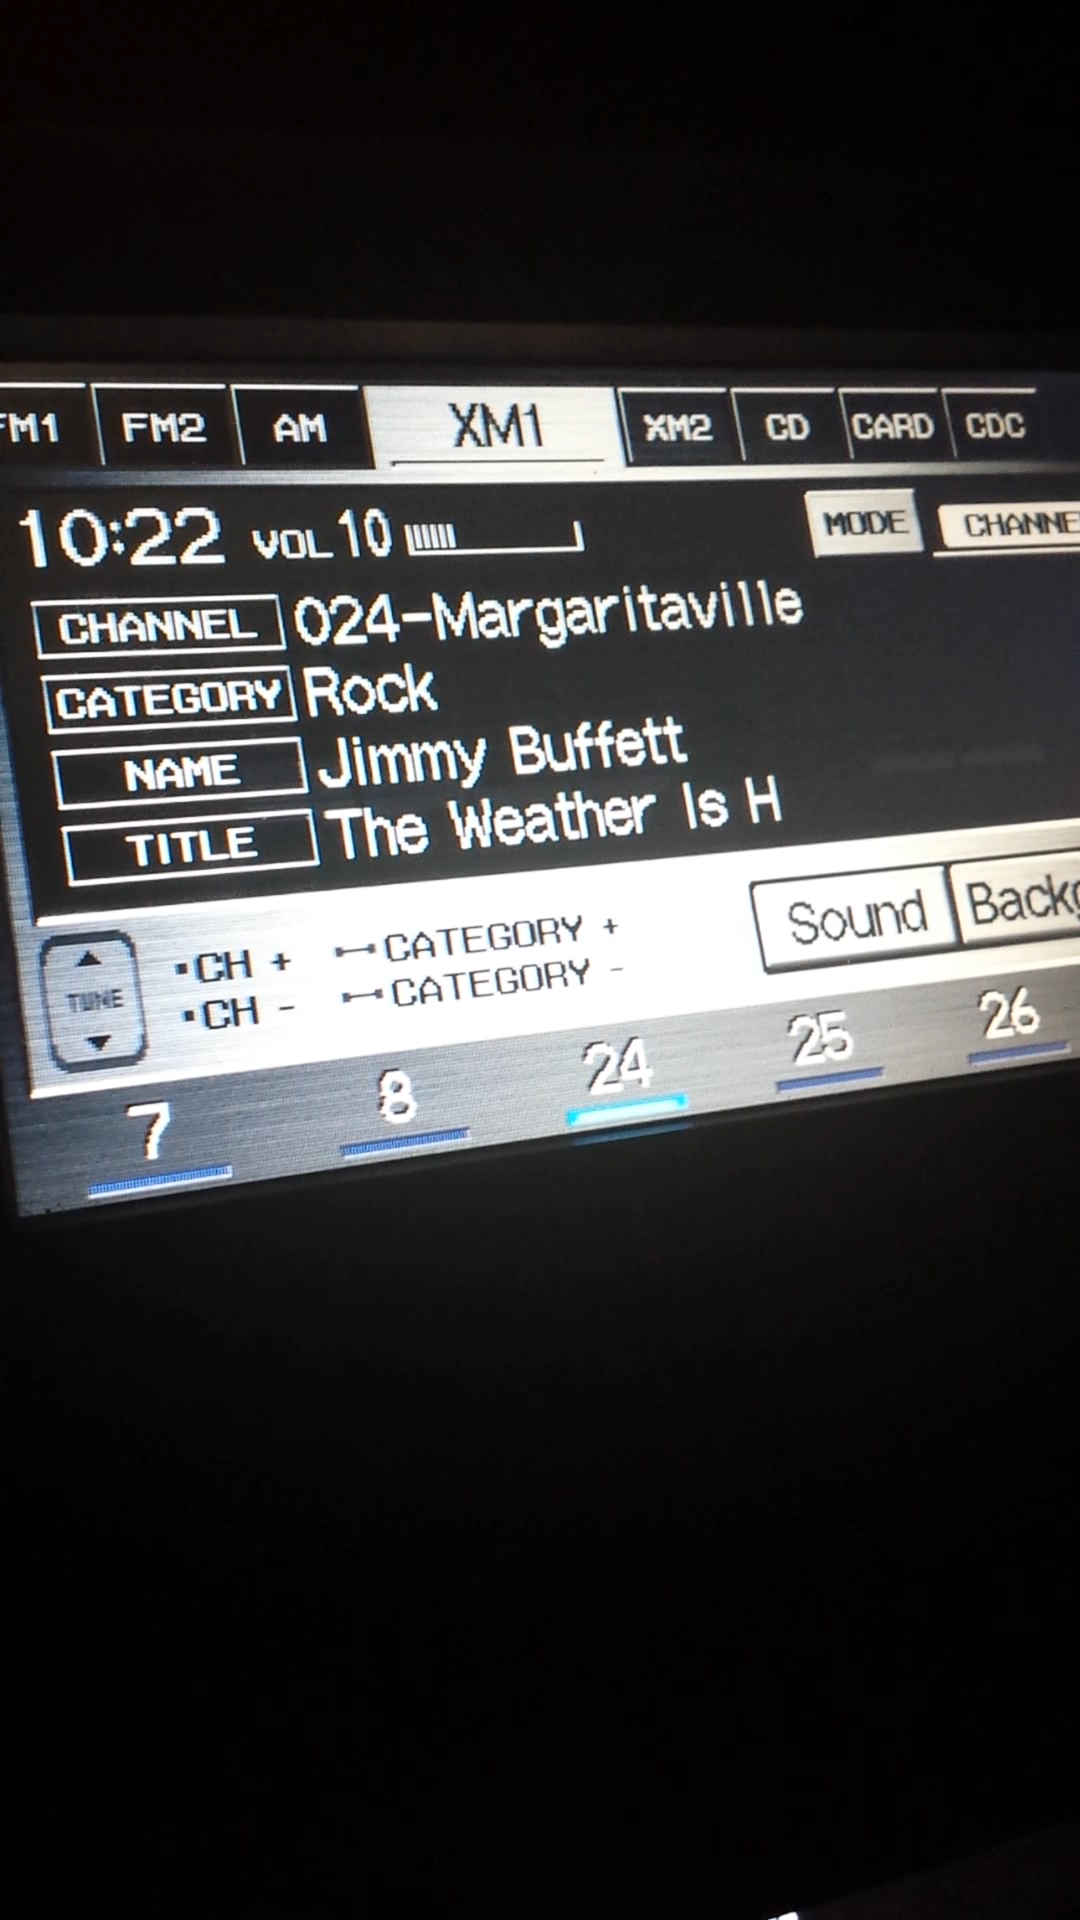 FM1 FM2 AM XM1 XM2 CD CARD CDC
10:22 VOL 10 MODE CHANNE
CHANNEL 024-Margaritaville
CATEGORY Rock
NAME Jimmy Buffett
TITLE The Weather Is H
Sound Backg
TUNE
•CH + CATEGORY +
•CH - CATEGORY -
7 8 24 25 26